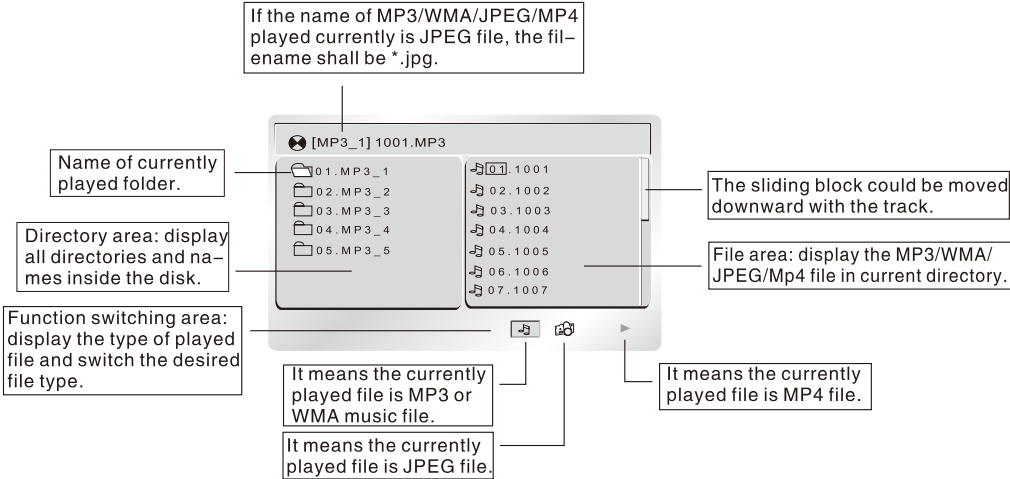 If the name of MP3/WMA/JPEG/MP4
played currently is JPEG file, the fil–
ename shall be *.jpg.
[MP3_1] 1001.MP3
Name of currently
played folder.
01.MP3_1
02.MP3_2
03.MP3_3
04.MP3_4
05.MP3_5
01.1001
02.1002
03.1003
04.1004
05.1005
06.1006
07.1007
The sliding block could be moved
downward with the track.
Directory area: display
all directories and na–
mes inside the disk.
File area: display the MP3/WMA/
JPEG/Mp4 file in current directory.
Function switching area:
display the type of played
file and switch the desired
file type.
It means the currently
played file is MP3 or
WMA music file.
It means the currently
played file is MP4 file.
It means the currently
played file is JPEG file.